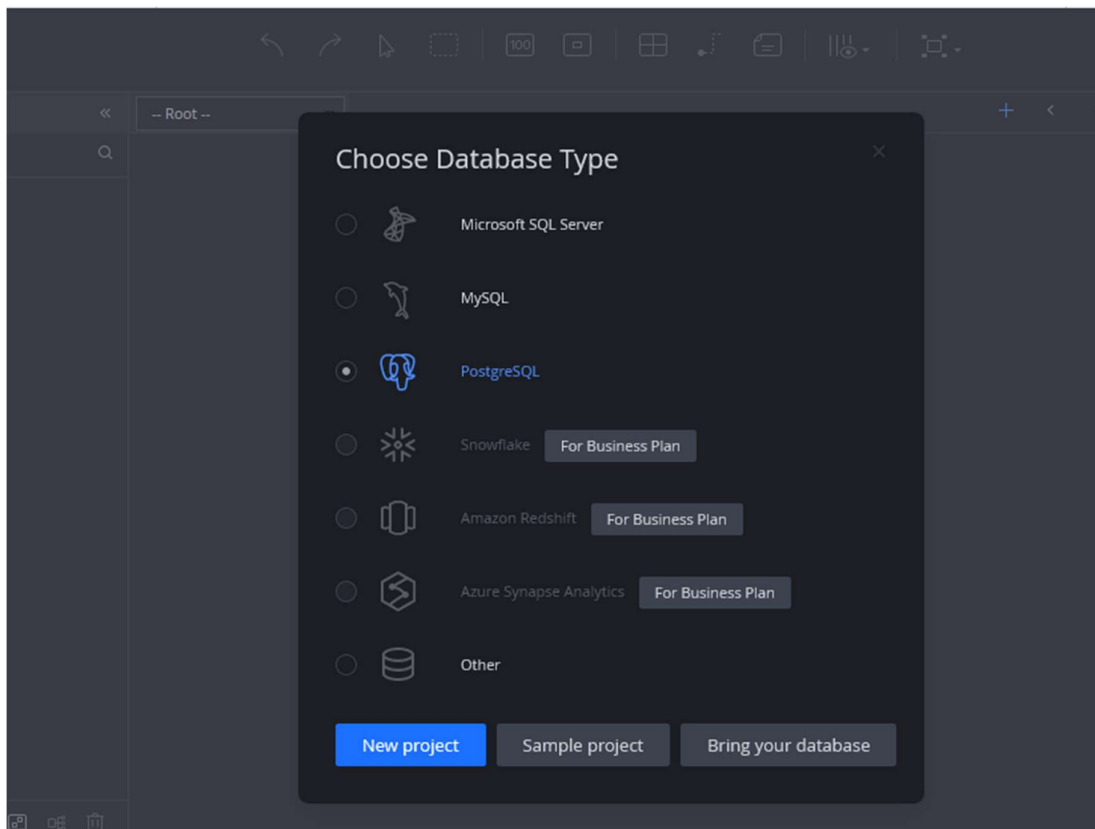 100
-- Root --
Choose Database Type
Microsoft SQL Server
MySQL
PostgreSQL
Snowflake For Business Plan
Amazon Redshift For Business Plan
Azure Synapse Analytics For Business Plan
Other
New project Sample project Bring your database